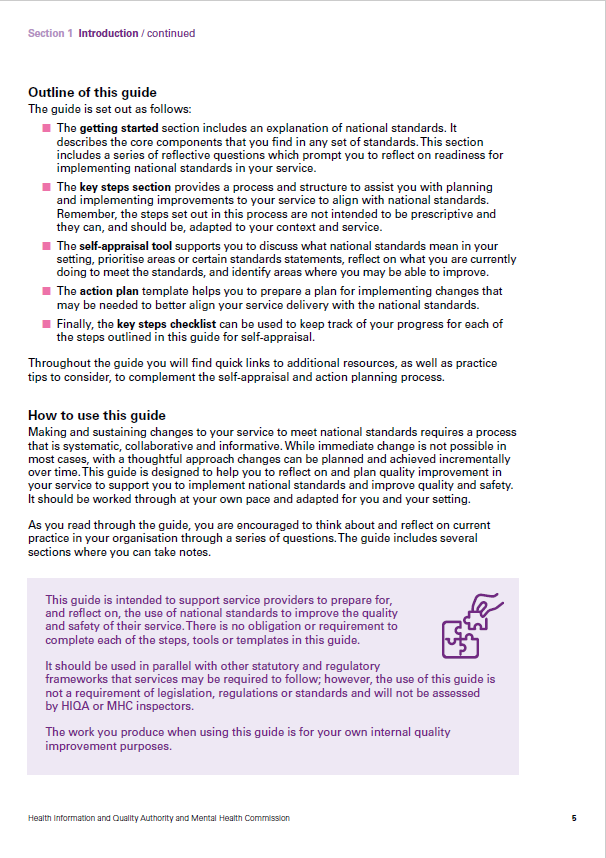 Section 1 Introduction / continued
Outline of this guide
The guide is set out as follows:
■ The getting started section includes an explanation of national standards. It
describes the core components that you find in any set of standards. This section
includes a series of reflective questions which prompt you to reflect on readiness for
implementing national standards in your service.
■ The key steps section provides a process and structure to assist you with planning
and implementing improvements to your service to align with national standards.
Remember, the steps set out in this process are not intended to be prescriptive and
they can, and should be, adapted to your context and service.
■ The self-appraisal tool supports you to discuss what national standards mean in your
setting, prioritise areas or certain standards statements, reflect on what you are currently
doing to meet the standards, and identify areas where you may be able to improve.
■ The action plan template helps you to prepare a plan for implementing changes that
may be needed to better align your service delivery with the national standards.
■ Finally, the key steps checklist can be used to keep track of your progress for each of
the steps outlined in this guide for self-appraisal.
Throughout the guide you will find quick links to additional resources, as well as practice
tips to consider, to complement the self-appraisal and action planning process.
How to use this guide
Making and sustaining changes to your service to meet national standards requires a process
that is systematic, collaborative and informative. While immediate change is not possible in
most cases, with a thoughtful approach changes can be planned and achieved incrementally
over time. This guide is designed to help you to reflect on and plan quality improvement in
your service to support you to implement national standards and improve quality and safety.
It should be worked through at your own pace and adapted for you and your setting.
As you read through the guide, you are encouraged to think about and reflect on current
practice in your organisation through a series of questions. The guide includes several
sections where you can take notes.
This guide is intended to support service providers to prepare for,
and reflect on, the use of national standards to improve the quality
and safety of their service. There is no obligation or requirement to
complete each of the steps, tools or templates in this guide.
It should be used in parallel with other statutory and regulatory
frameworks that services may be required to follow; however, the use of this guide is
not a requirement of legislation, regulations or standards and will not be assessed
by HIQA or MHC inspectors.
The work you produce when using this guide is for your own internal quality
improvement purposes.
Health Information and Quality Authority and Mental Health Commission
5